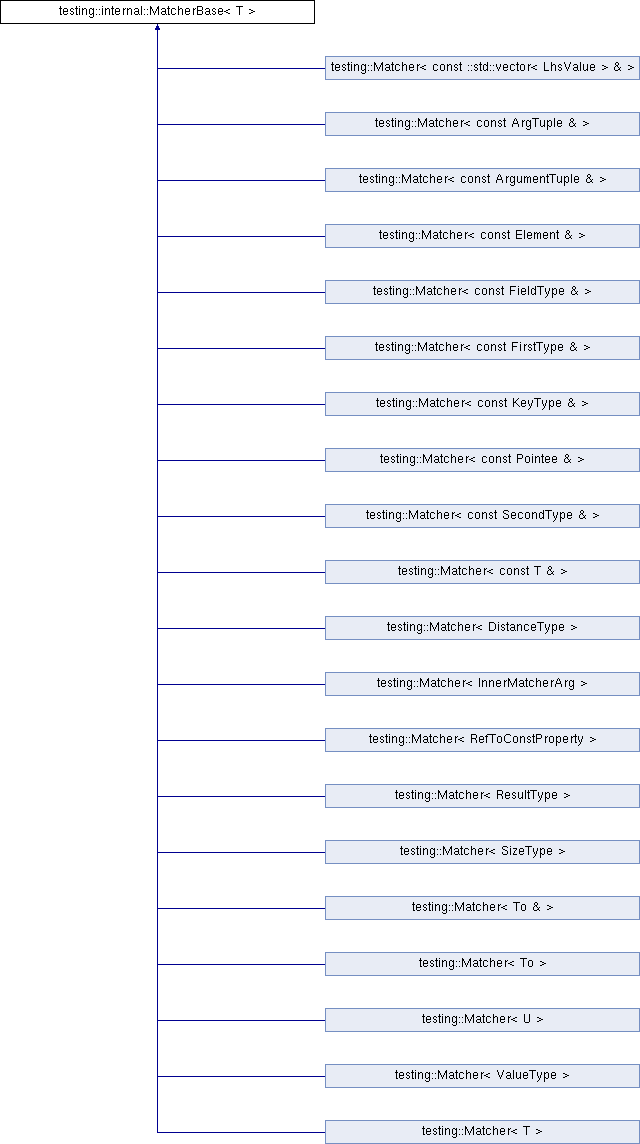 testing::internal::MatcherBase< T >
testing::Matcher< const ::std::vector< LhsValue > & >
testing::Matcher< const ArgTuple & >
testing::Matcher< const ArgumentTuple & >
testing::Matcher< const Element & >
testing::Matcher< const FieldType & >
testing::Matcher< const FirstType & >
testing::Matcher< const KeyType & >
testing::Matcher< const Pointee & >
testing::Matcher< const SecondType & >
testing::Matcher< const T & >
testing::Matcher< DistanceType >
testing::Matcher< InnerMatcherArg >
testing::Matcher< RefToConstProperty >
testing::Matcher< ResultType >
testing::Matcher< SizeType >
testing::Matcher< To & >
testing::Matcher< To >
testing::Matcher< U >
testing::Matcher< ValueType >
testing::Matcher< T >